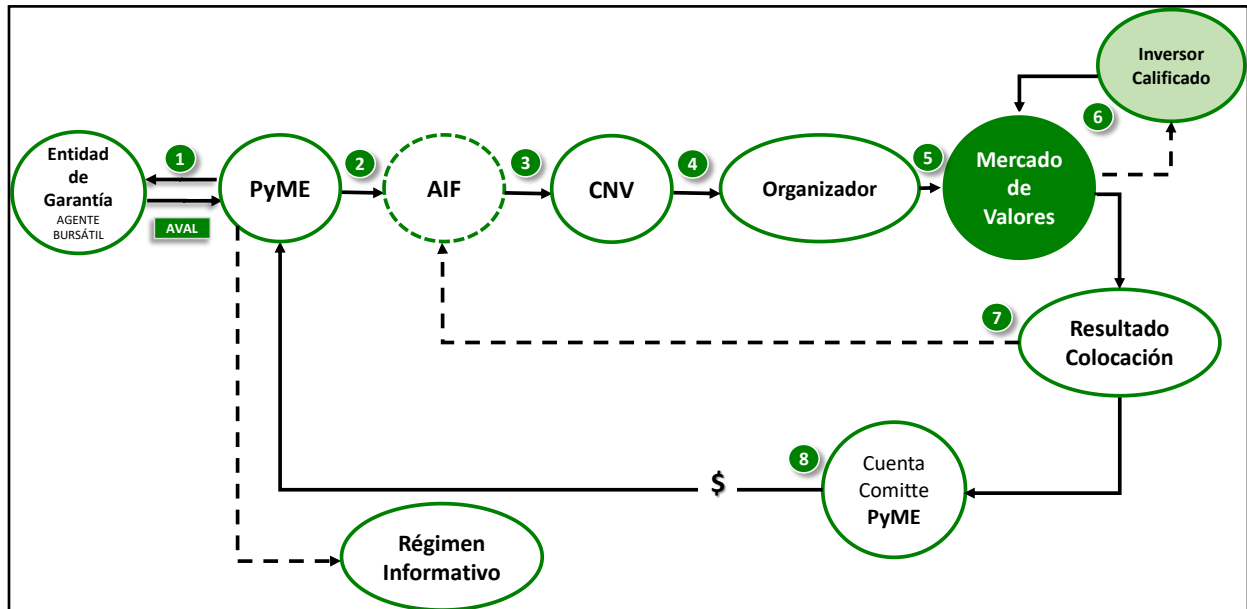 Inversor
Calificado
6
Entidad
de
Garantía
AGENTE
BURSÁTIL
1
AVAL
PyME
2
AIF
3
CNV
4
Organizador
5
Mercado
de
Valores
7
Resultado
Colocación
8
$
Cuenta
Comitte
PyME
Régimen
Informativo